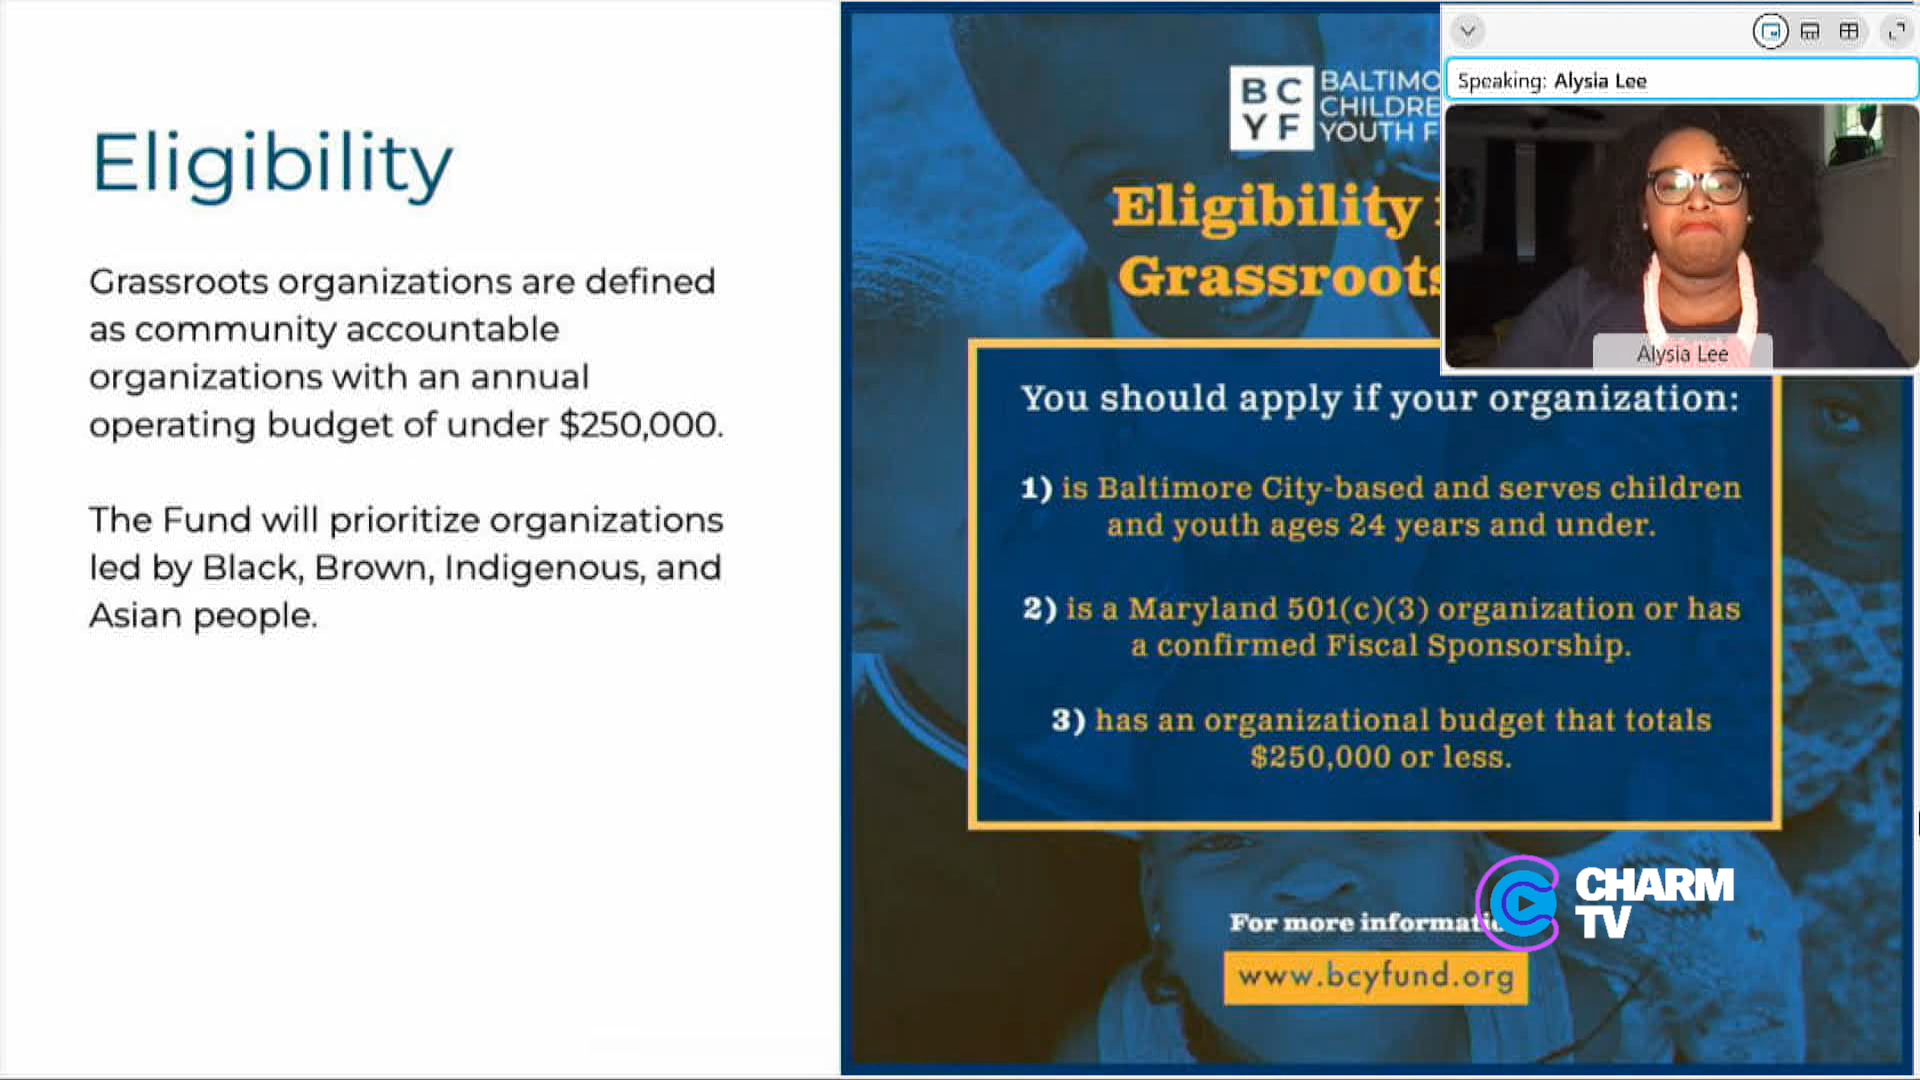 Eligibility
Grassroots organizations are defined
as community accountable
organizations with an annual
operating budget of under $250,000.
The Fund will prioritize organizations
led by Black, Brown, Indigenous, and
Asian people.
B C
Y F
BALTIMO
CHILDRE
YOUTH F
Eligibility
Grassroots
You should apply if your organization:
1) is Baltimore City-based and serves children
and youth ages 24 years and under.
2) is a Maryland 501(c)(3) organization or has
a confirmed Fiscal Sponsorship.
3) has an organizational budget that totals
$250,000 or less.
For more informatio
www.bcyfund.org
Speaking: Alysia Lee
Alysia Lee
CHARM
TV